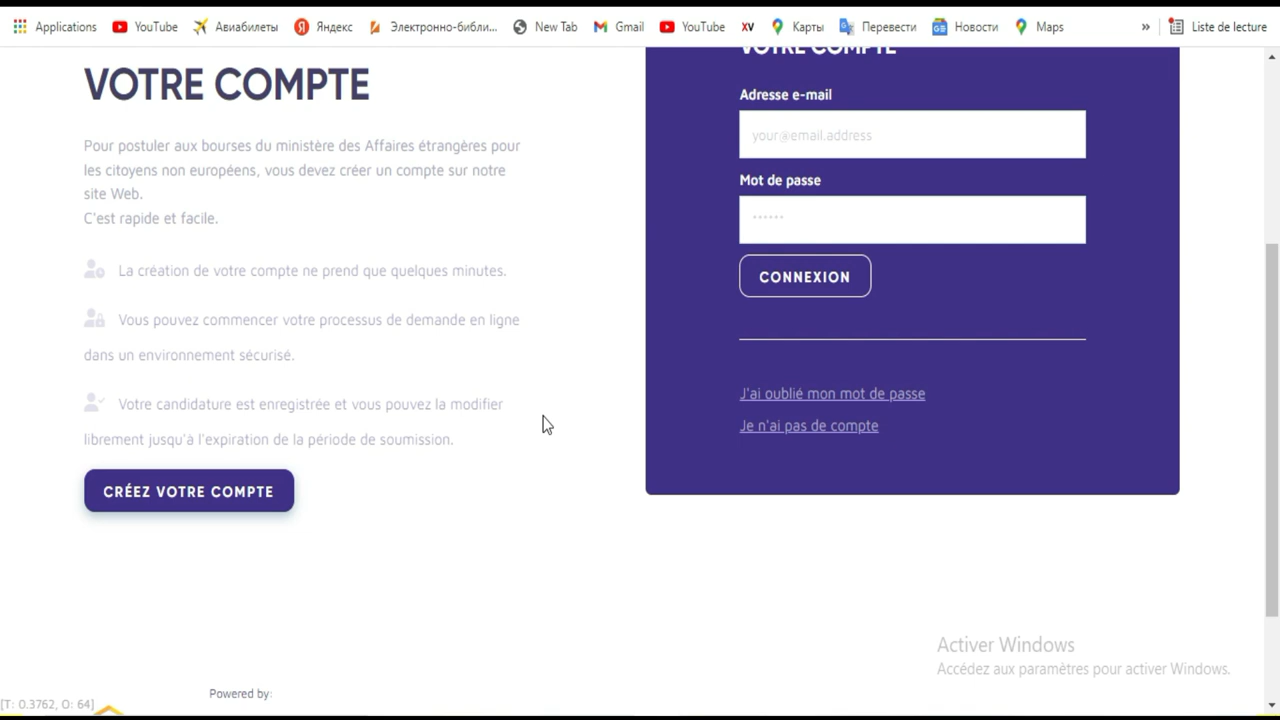 Applications YouTube Авиабилеты Яндекс Электронно-библи... New Tab Gmail YouTube XV Карты Перевести Новости Maps » Liste de lecture
VOTRE COMPTE
Pour postuler aux bourses du ministère des Affaires étrangères pour
les citoyens non européens, vous devez créer un compte sur notre
site Web.
C'est rapide et facile.
La création de votre compte ne prend que quelques minutes.
Vous pouvez commencer votre processus de demande en ligne
dans un environnement sécurisé.
Votre candidature est enregistrée et vous pouvez la modifier
librement jusqu'à l'expiration de la période de soumission.
CRÉEZ VOTRE COMPTE
VOTRE COMPTE
Adresse e-mail
your@email.address
Mot de passe
••••••
CONNEXION
J'ai oublié mon mot de passe
Je n'ai pas de compte
Activer Windows
Accédez aux paramètres pour activer Windows.
Powered by:
[T: 0.3762, O: 64]